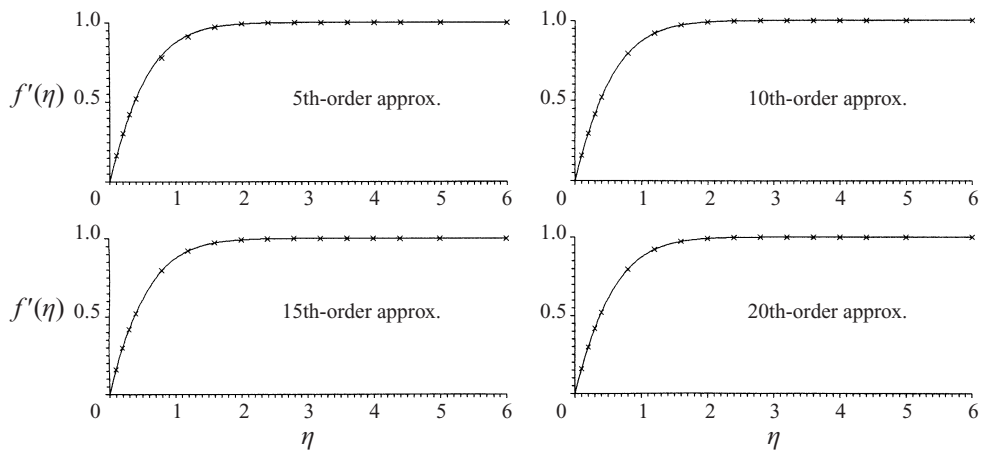 1.0
f′(η) 0.5
5th-order approx.
0 1 2 3 4 5 6
1.0
0.5
10th-order approx.
0 1 2 3 4 5 6
1.0
f′(η) 0.5
15th-order approx.
0 1 2 3 4 5 6
η
1.0
0.5
20th-order approx.
0 1 2 3 4 5 6
η